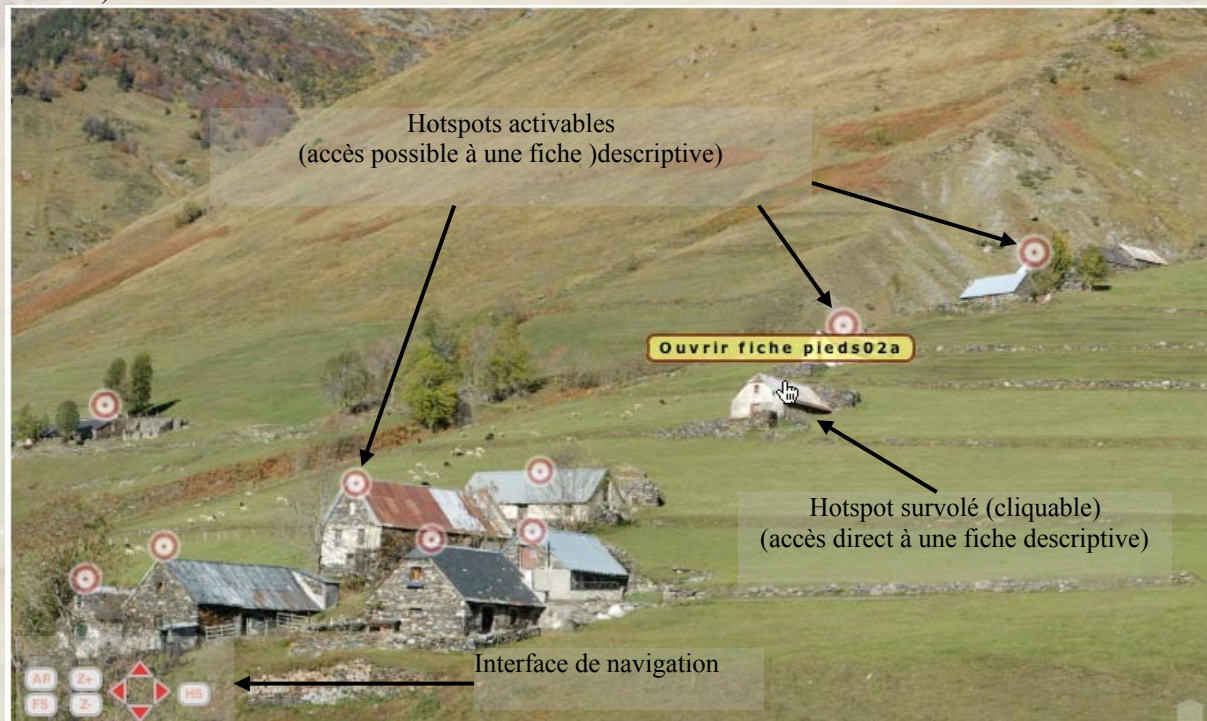 Hotspots activables
(accès possible à une fiche )descriptive)
Ouvrir fiche pieds02a
Hotspot survolé (cliquable)
(accès direct à une fiche descriptive)
Interface de navigation
AR Z+
HS
FS Z-